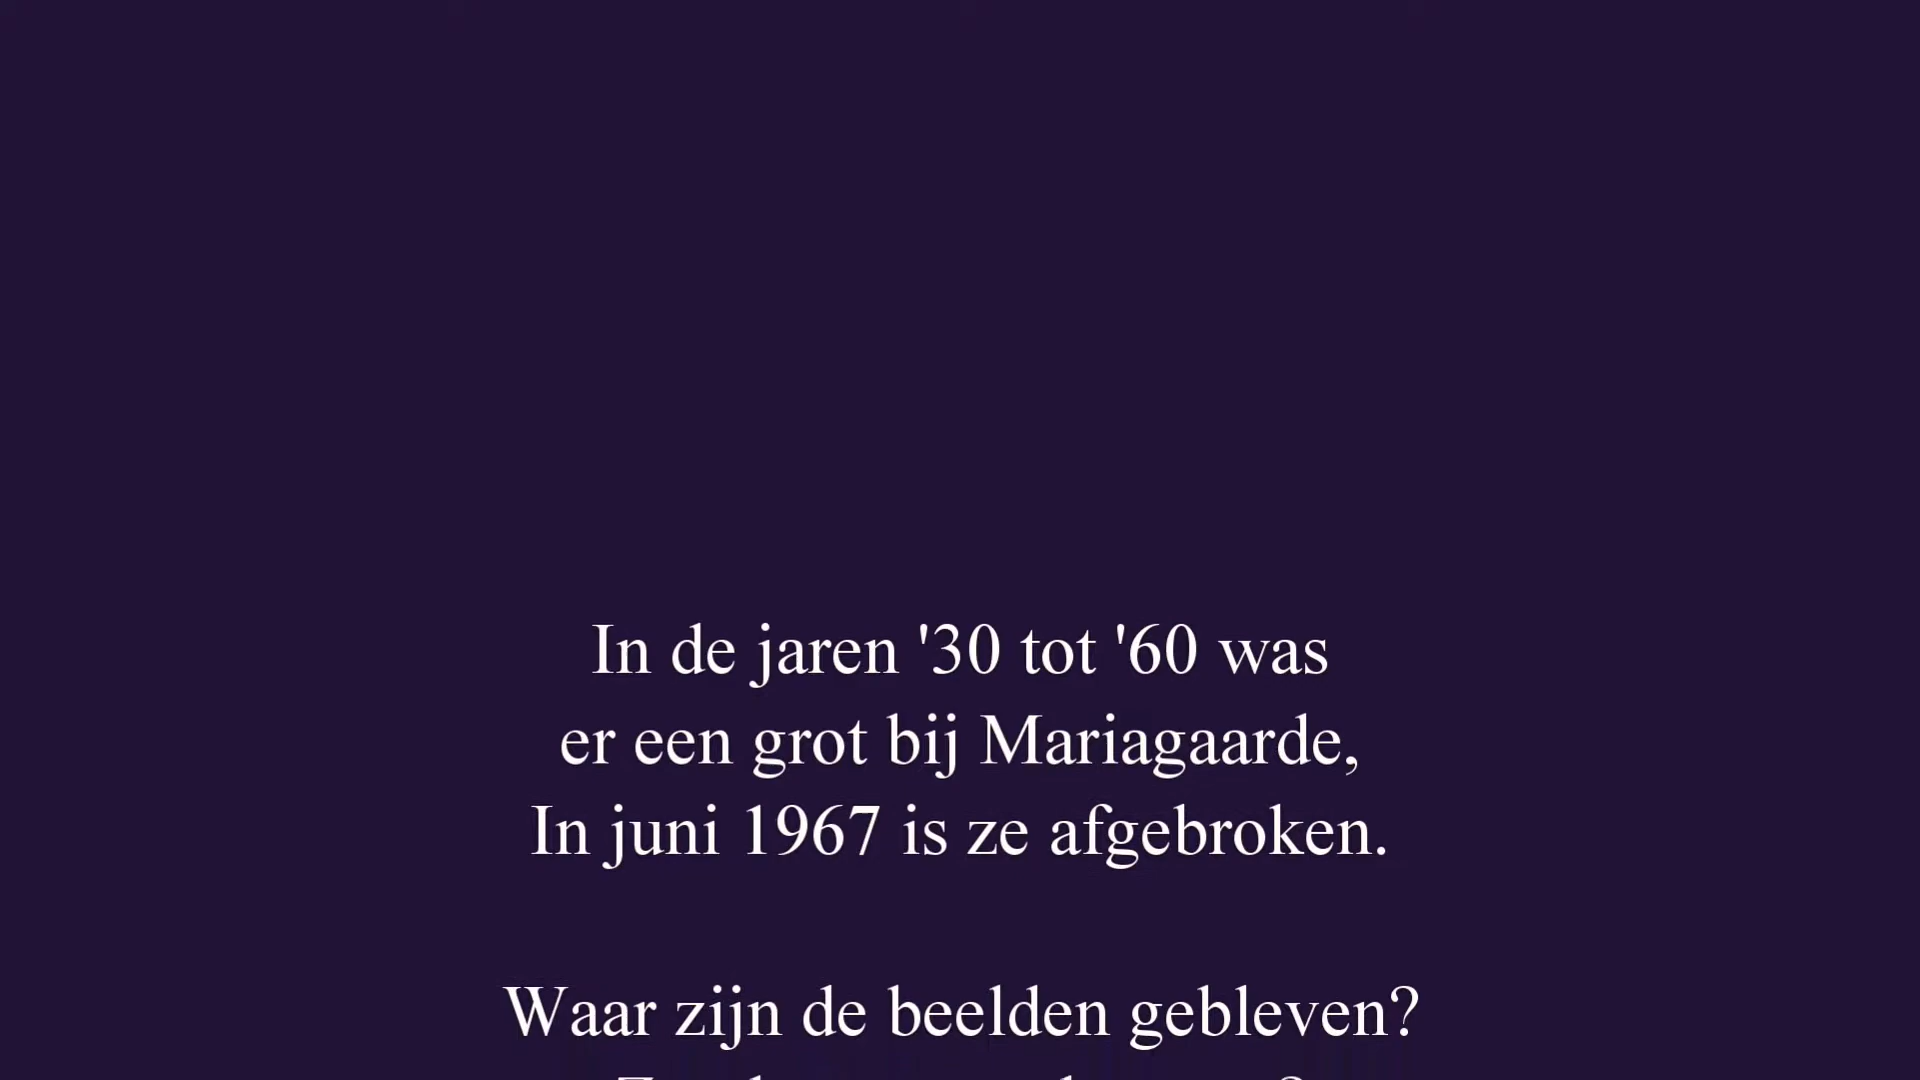 In de jaren '30 tot '60 was
er een grot bij Mariagaarde,
In juni 1967 is ze afgebroken.
Waar zijn de beelden gebleven?